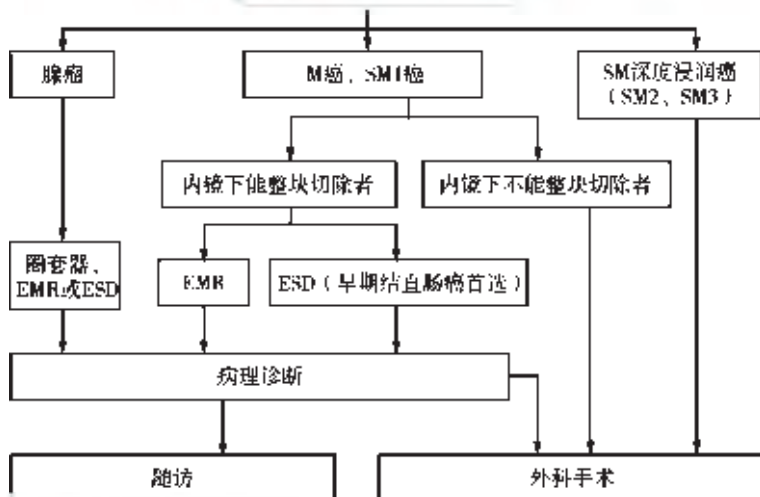 腺瘤
M癌、SM1癌
SM深度浸润癌
（SM2、SM3）
内镜下能整块切除者
内镜下不能整块切除者
圈套器、
EMR或ESD
EMR
ESD（早期结直肠癌首选）
病理诊断
随访
外科手术